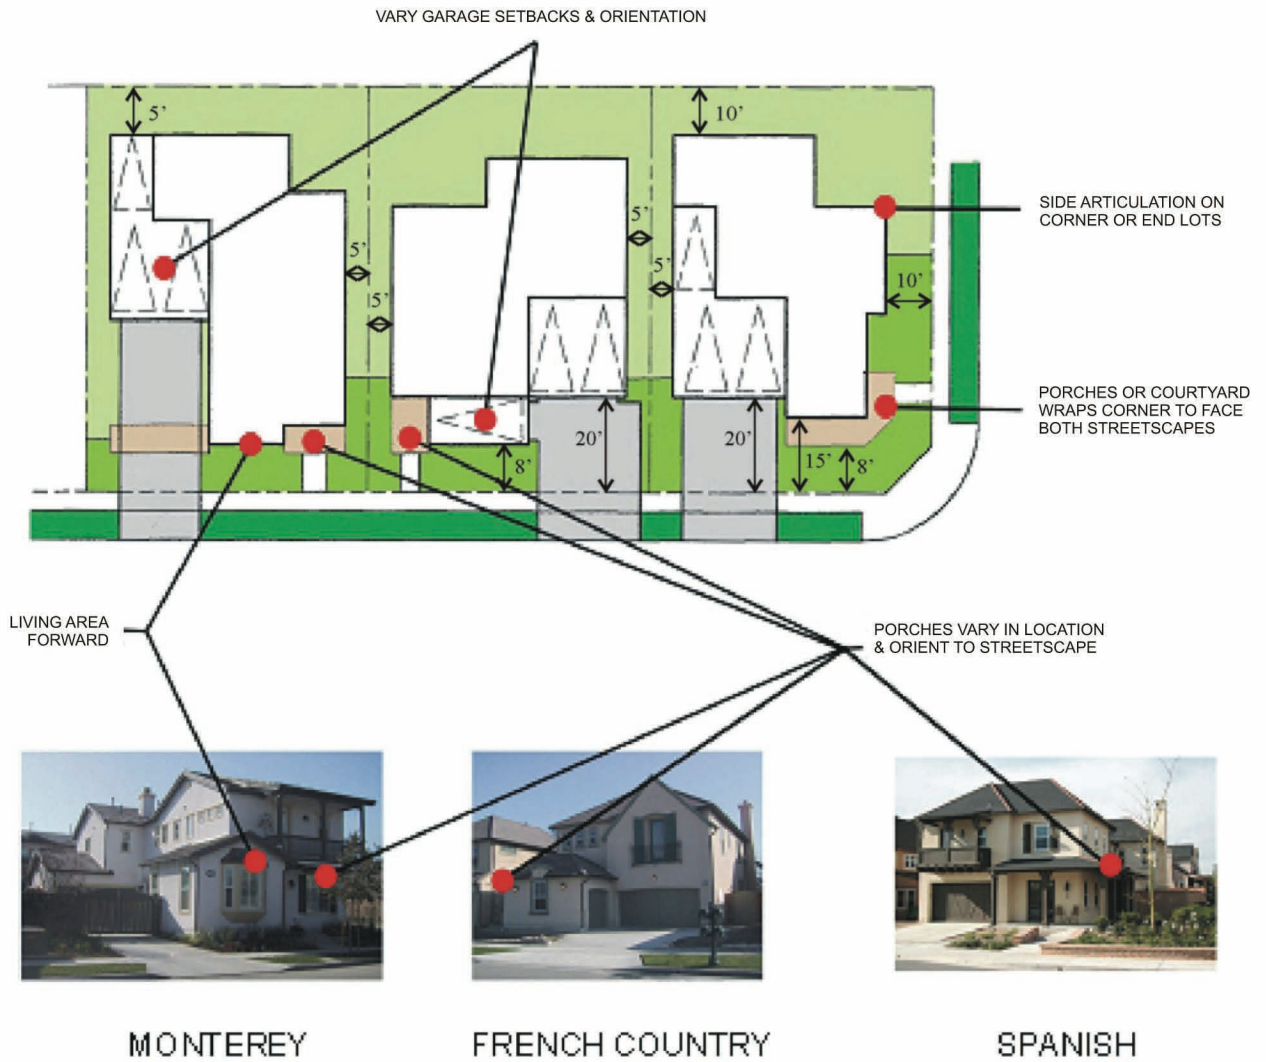 VARY GARAGE SETBACKS & ORIENTATION
5'
10'
SIDE ARTICULATION ON
CORNER OR END LOTS
5'
5'
5'
5'
10'
PORCHES OR COURTYARD
WRAPS CORNER TO FACE
BOTH STREETSCAPES
20'
20'
8'
15'
8'
LIVING AREA
FORWARD
PORCHES VARY IN LOCATION
& ORIENT TO STREETSCAPE
MONTEREY
FRENCH COUNTRY
SPANISH